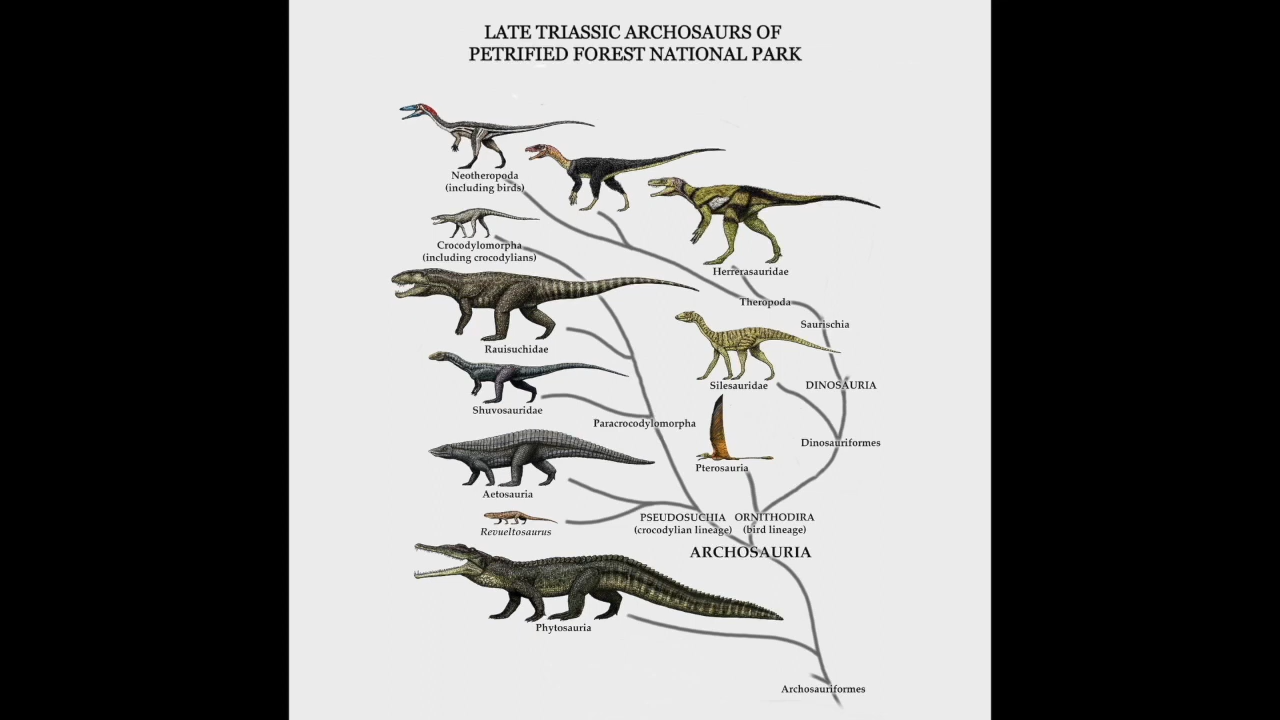 LATE TRIASSIC ARCHOSAURS OF
PETRIFIED FOREST NATIONAL PARK
Neotheropoda
(including birds)
Crocodylomorpha
(including crocodylians)
Herrerasauridae
Theropoda
Saurischia
Rauisuchidae
Silesauridae
DINOSAURIA
Shuvosauridae
Paracrocodylomorpha
Dinosauriformes
Pterosauria
Aetosauria
PSEUDOSUCHIA
(crocodylian lineage)
ORNITHODIRA
(bird lineage)
Revueltosaurus
ARCHOSAURIA
Phytosauria
Archosauriformes